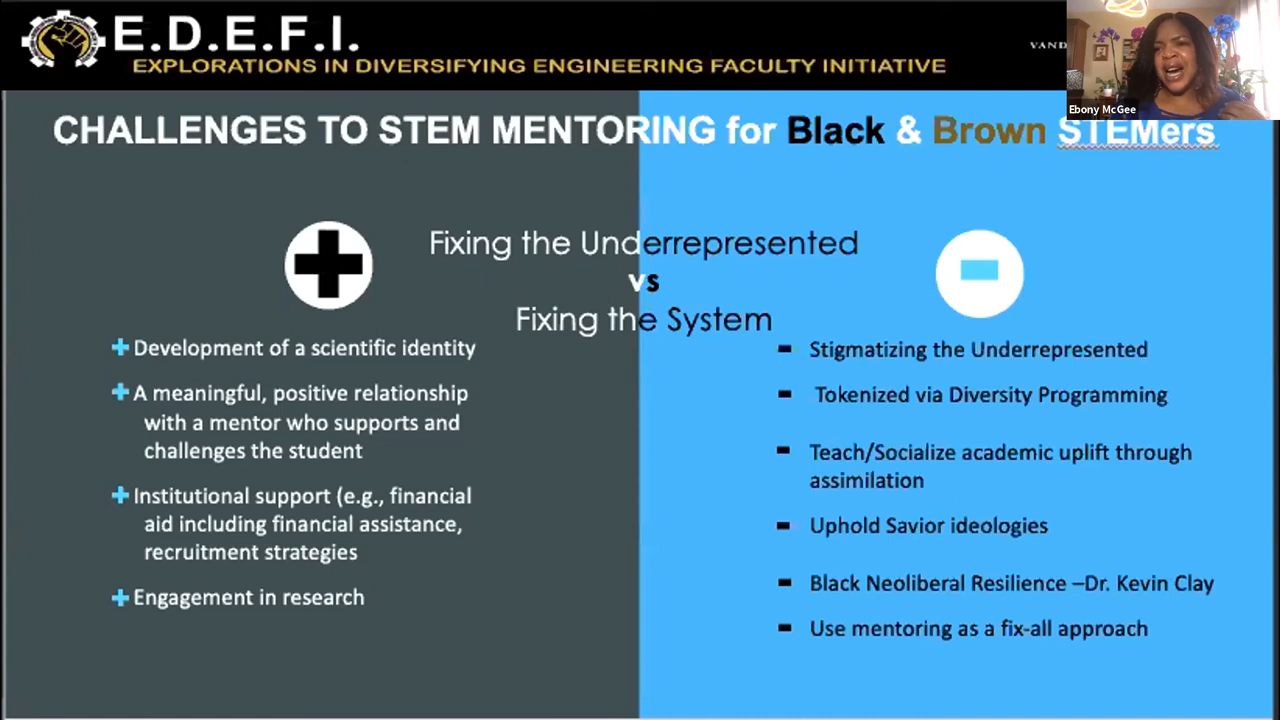 E.D.E.F.I.
EXPLORATIONS IN DIVERSIFYING ENGINEERING FACULTY INITIATIVE
VAND
Ebony McGee
CHALLENGES TO STEM MENTORING for Black & Brown STEMers
Fixing the Underrepresented
vs
Fixing the System
+ Development of a scientific identity
+ A meaningful, positive relationship
with a mentor who supports and
challenges the student
+ Institutional support (e.g., financial
aid including financial assistance,
recruitment strategies
+ Engagement in research
- Stigmatizing the Underrepresented
- Tokenized via Diversity Programming
- Teach/Socialize academic uplift through
assimilation
- Uphold Savior ideologies
- Black Neoliberal Resilience –Dr. Kevin Clay
- Use mentoring as a fix-all approach